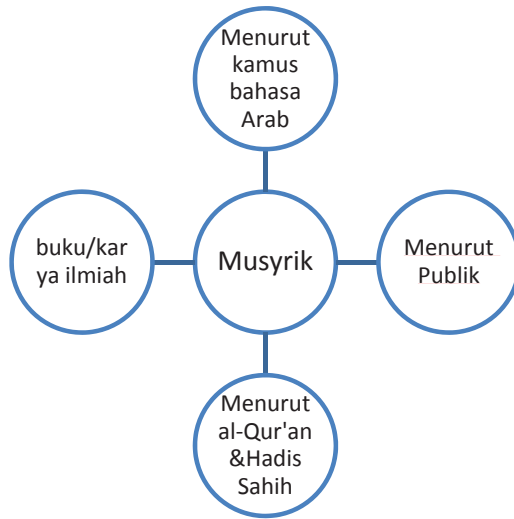 Menurut
kamus
bahasa
Arab
buku/kar
ya ilmiah
Musyrik
Menurut
Publik
Menurut
al-Qur'an
&Hadis
Sahih